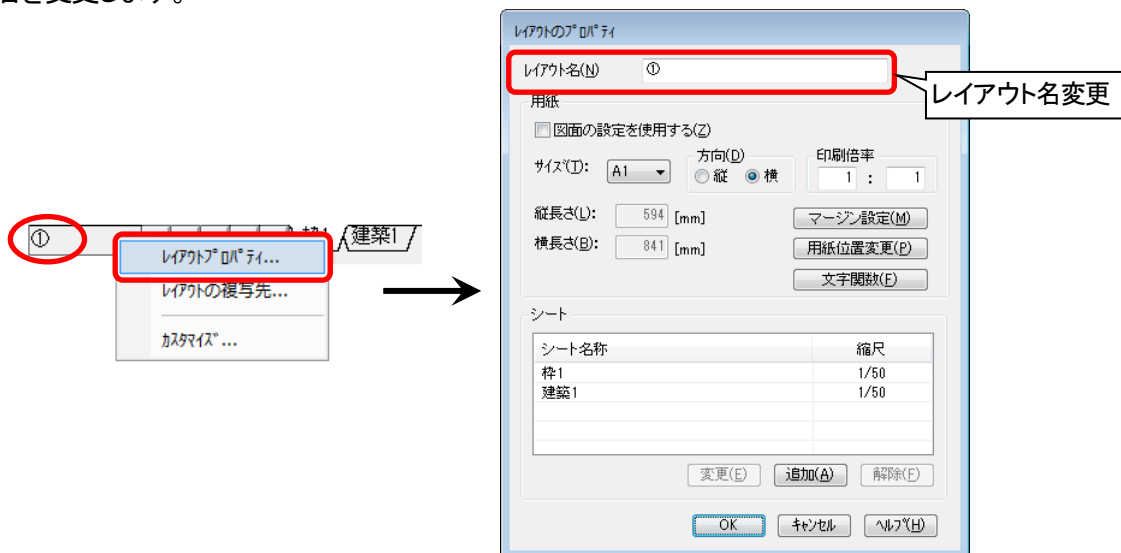 レイアウトのプロパティ
レイアウト名(N) ①
レイアウト名変更
用紙
図面の設定を使用する(Z)
サイズ(T): A1
方向(D)
縦 横
印刷倍率
1 : 1
縦長さ(L): 594 [mm]
マージン設定(M)
横長さ(B): 841 [mm]
用紙位置変更(P)
文字関数(F)
① 建築1
レイアウトプロパティ...
レイアウトの複写先...
カスタマイズ...
シート
シート名称 縮尺
枠1 1/50
建築1 1/50
変更(E) 追加(A) 解除(F)
OK キャンセル ヘルプ(H)